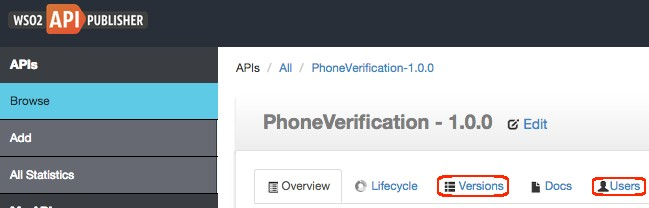 WSO2 API PUBLISHER
APIs
Browse
Add
All Statistics
APIs / All / PhoneVerification-1.0.0
PhoneVerification - 1.0.0 Edit
Overview Lifecycle Versions Docs Users